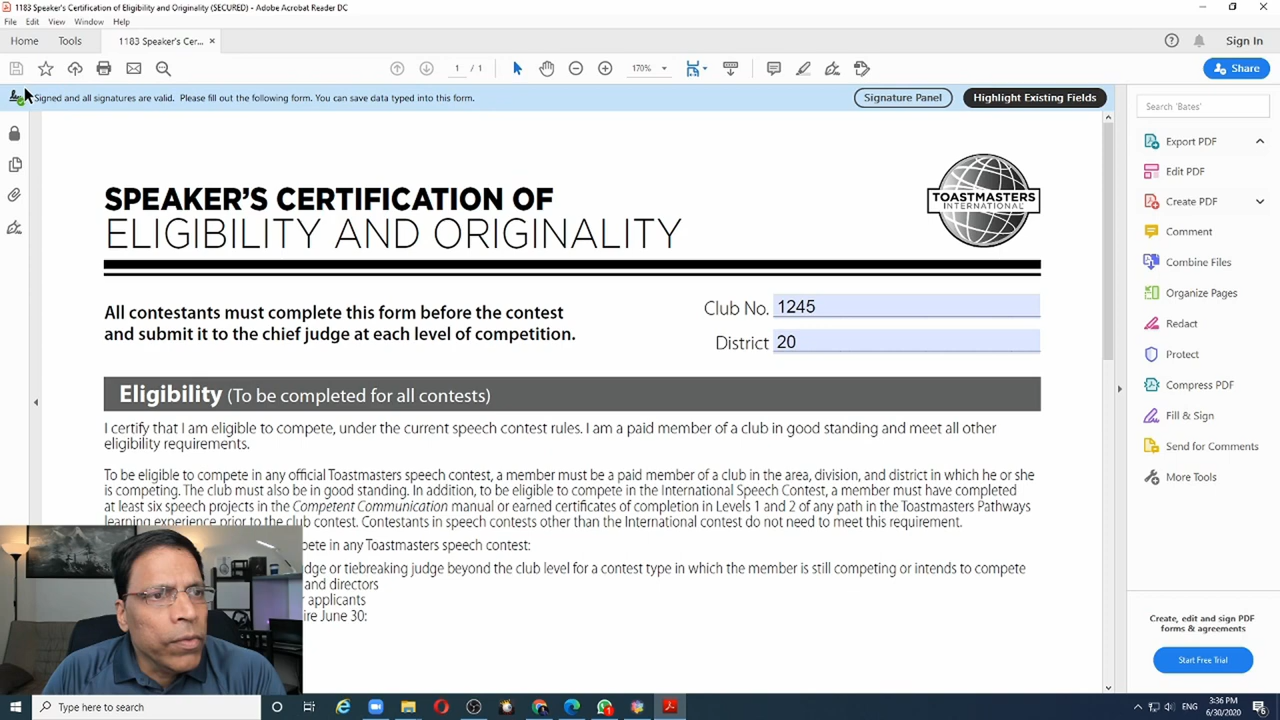 1183 Speaker's Certification of Eligibility and Originality (SECURED) - Adobe Acrobat Reader DC
File Edit View Window Help
Home Tools 1183 Speaker's Cer... × Sign In
1 / 1 170% Share
Signed and all signatures are valid. Please fill out the following form. You can save data typed into this form. Signature Panel Highlight Existing Fields
Search 'Bates'
Export PDF
Edit PDF
Create PDF
Comment
Combine Files
Organize Pages
Redact
Protect
Compress PDF
Fill & Sign
Send for Comments
More Tools
Create, edit and sign PDF
forms & agreements
Start Free Trial
SPEAKER'S CERTIFICATION OF
ELIGIBILITY AND ORIGINALITY
TOASTMASTERS
INTERNATIONAL
All contestants must complete this form before the contest
and submit it to the chief judge at each level of competition.
Club No. 1245
District 20
Eligibility (To be completed for all contests)
I certify that I am eligible to compete, under the current speech contest rules. I am a paid member of a club in good standing and meet all other
eligibility requirements.
To be eligible to compete in any official Toastmasters speech contest, a member must be a paid member of a club in the area, division, and district in which he or she
is competing. The club must also be in good standing. In addition, to be eligible to compete in the International Speech Contest, a member must have completed
at least six speech projects in the Competent Communication manual or earned certificates of completion in Levels 1 and 2 of any path in the Toastmasters Pathways
learning experience prior to the club contest. Contestants in speech contests other than the International contest do not need to meet this requirement.
pete in any Toastmasters speech contest:
dge or tiebreaking judge beyond the club level for a contest type in which the member is still competing or intends to compete
and directors
applicants
ire June 30:
Type here to search
ENG
3:36 PM
6/30/2020